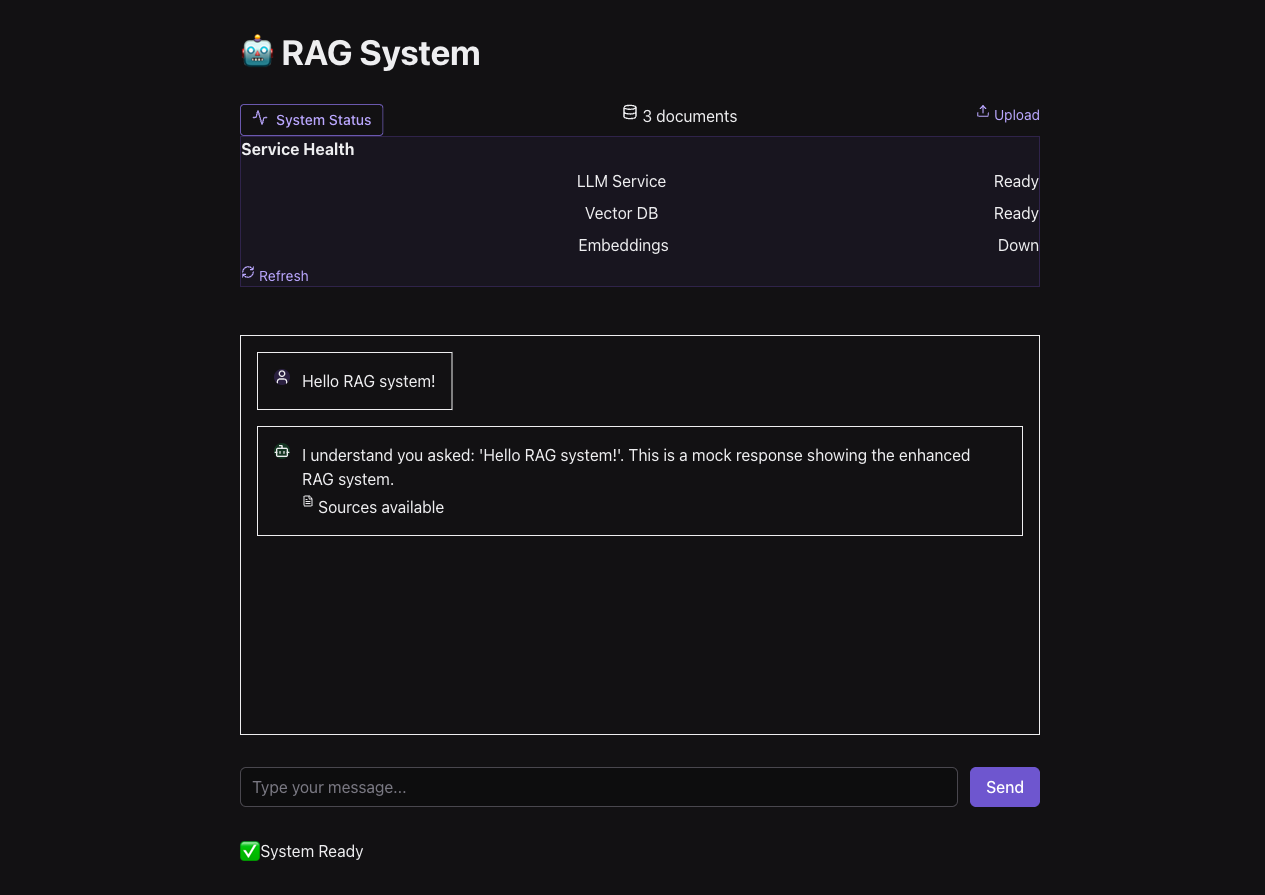 RAG System
System Status
3 documents
Upload
Service Health
LLM Service Ready
Vector DB Ready
Embeddings Down
Refresh
Hello RAG system!
I understand you asked: 'Hello RAG system!'. This is a mock response showing the enhanced
RAG system.
Sources available
Type your message...
Send
System Ready